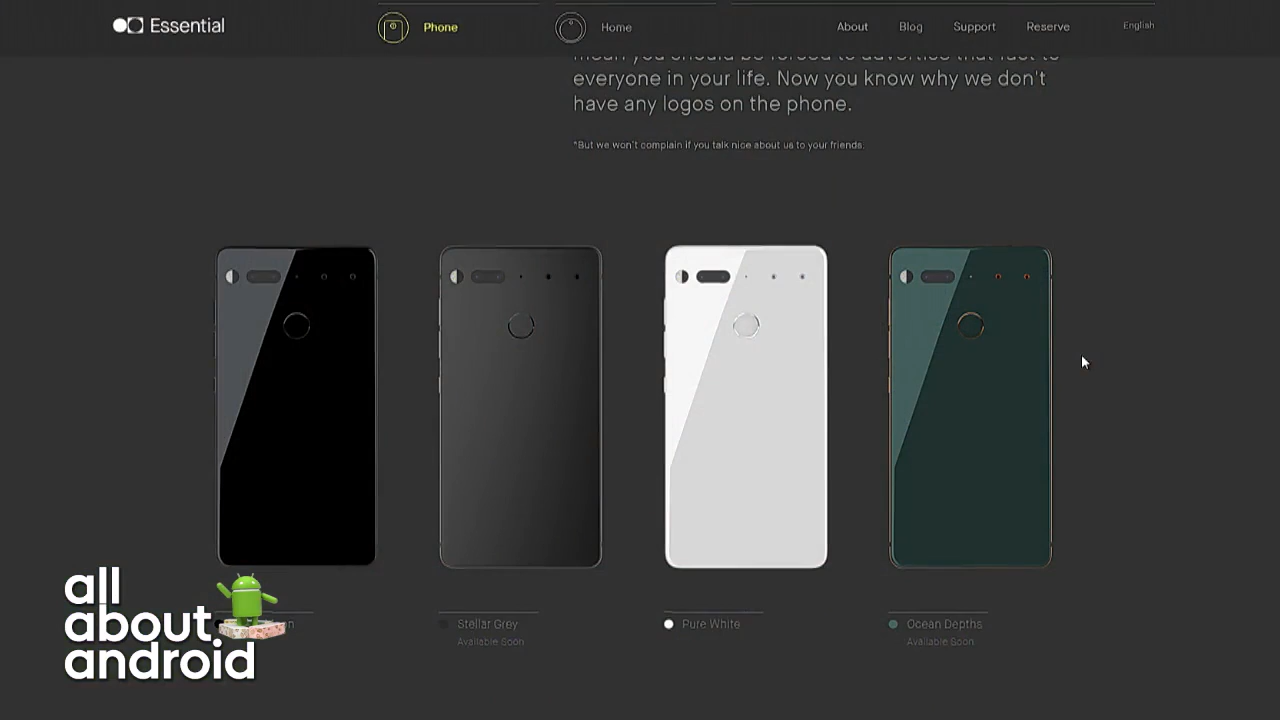 Essential
Phone
Home
About
Blog
Support
Reserve
English
everyone in your life. Now you know why we don't
have any logos on the phone.
*But we won't complain if you talk nice about us to your friends.
Stellar Grey
Available Soon
Pure White
Ocean Depths
Available Soon
all
about
android